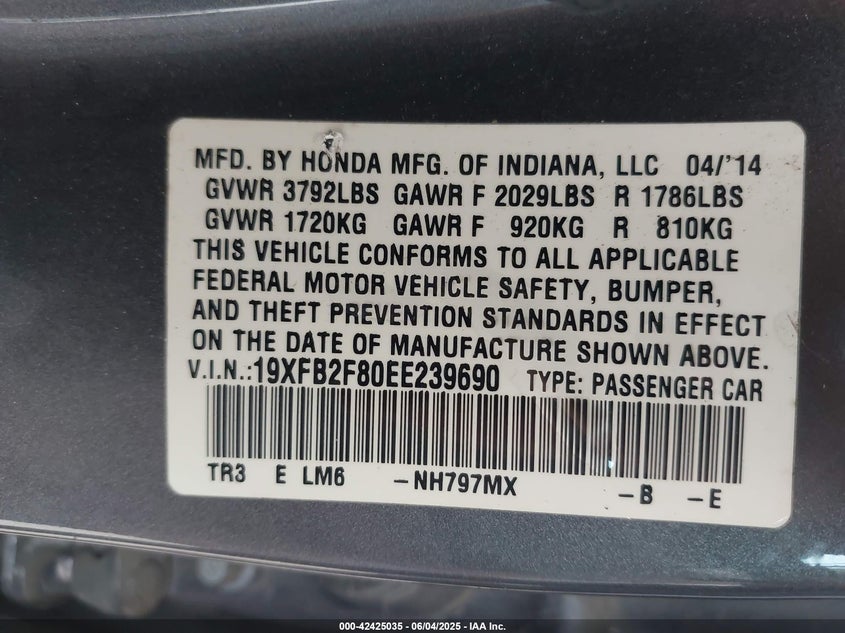 MFD. BY HONDA MFG. OF INDIANA, LLC 04/'14
GVWR 3792LBS GAWR F 2029LBS R 1786LBS
GVWR 1720KG GAWR F 920KG R 810KG
THIS VEHICLE CONFORMS TO ALL APPLICABLE
FEDERAL MOTOR VEHICLE SAFETY, BUMPER,
AND THEFT PREVENTION STANDARDS IN EFFECT
ON THE DATE OF MANUFACTURE SHOWN ABOVE.
V.I.N.:19XFB2F80EE239690 TYPE: PASSENGER CAR
TR3 E LM6 -NH797MX -B -E
000-42425035 - 06/04/2025 - IAA Inc.